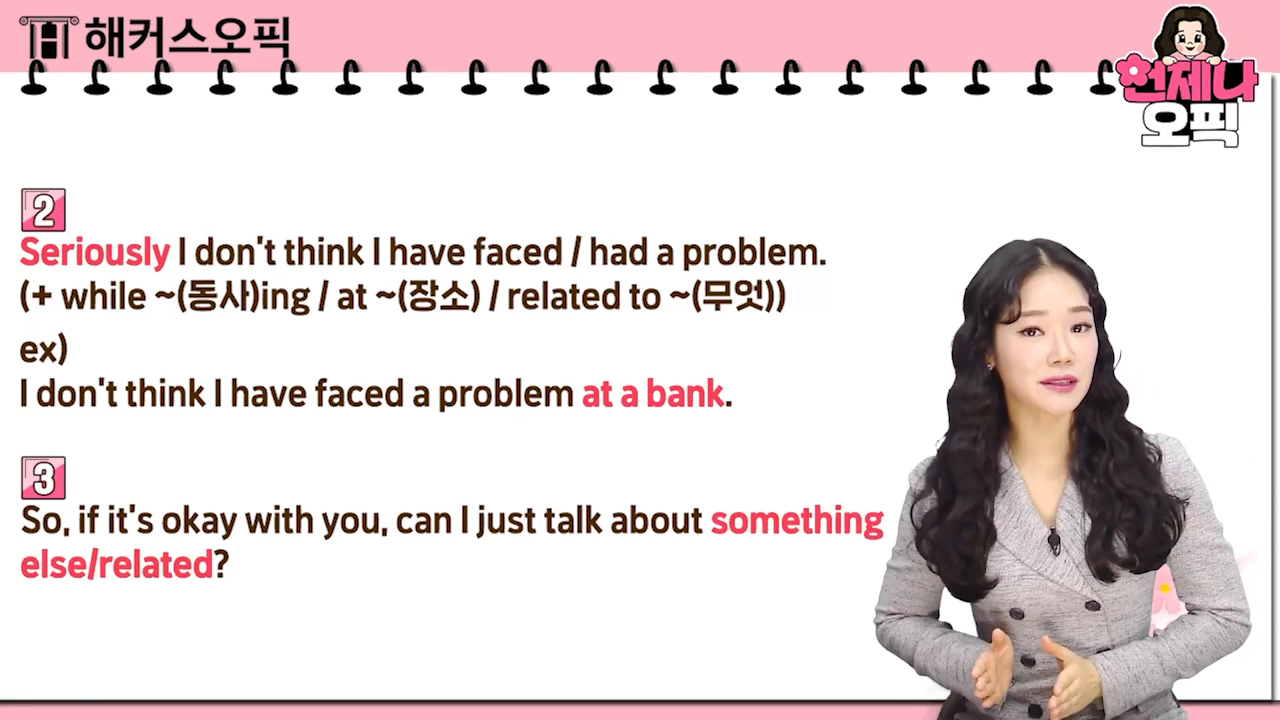 해커스오픽
언제나
오픽
2
Seriously I don't think I have faced / had a problem.
(+ while ~(동사)ing / at ~(장소) / related to ~(무엇))
ex)
I don't think I have faced a problem at a bank.
3
So, if it's okay with you, can I just talk about something
else/related?